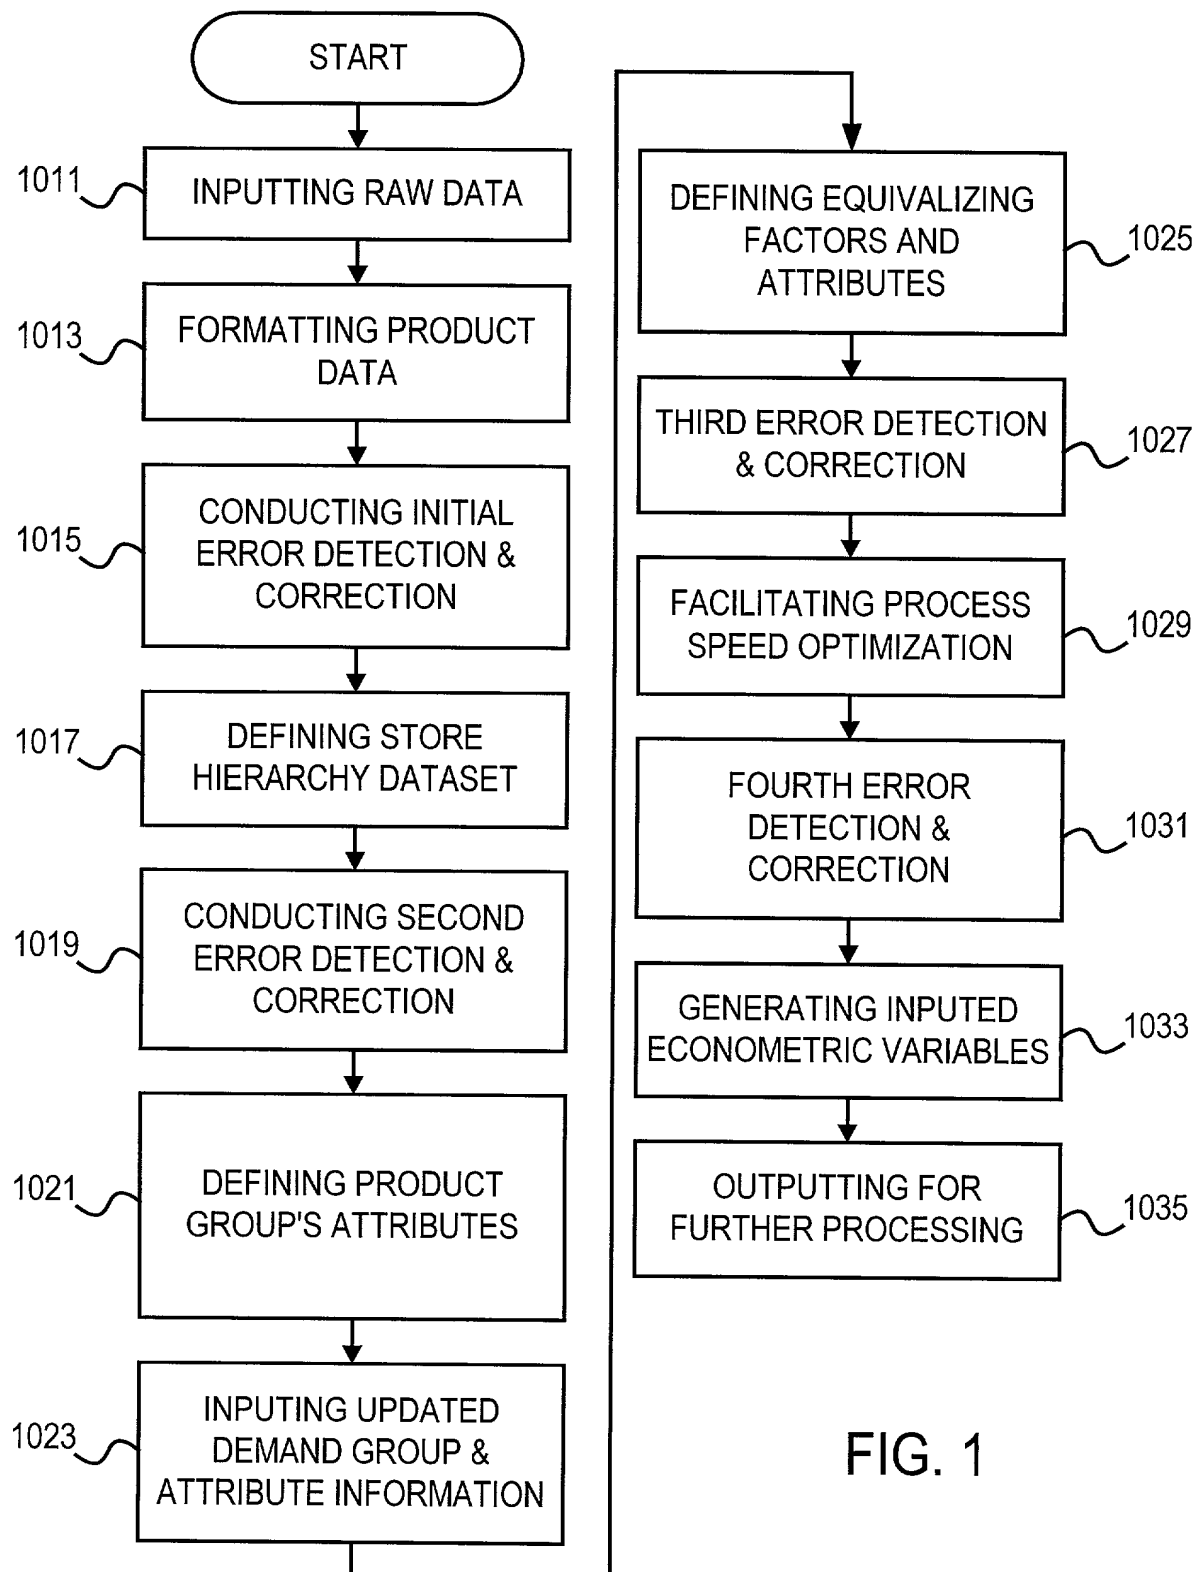 START
1011
INPUTTING RAW DATA
1013
FORMATTING PRODUCT
DATA
1015
CONDUCTING INITIAL
ERROR DETECTION &
CORRECTION
1017
DEFINING STORE
HIERARCHY DATASET
1019
CONDUCTING SECOND
ERROR DETECTION &
CORRECTION
1021
DEFINING PRODUCT
GROUP'S ATTRIBUTES
1023
INPUTING UPDATED
DEMAND GROUP &
ATTRIBUTE INFORMATION
DEFINING EQUIVALIZING
FACTORS AND
ATTRIBUTES
1025
THIRD ERROR DETECTION
& CORRECTION
1027
FACILITATING PROCESS
SPEED OPTIMIZATION
1029
FOURTH ERROR
DETECTION &
CORRECTION
1031
GENERATING INPUTED
ECONOMETRIC VARIABLES
1033
OUTPUTTING FOR
FURTHER PROCESSING
1035
FIG. 1